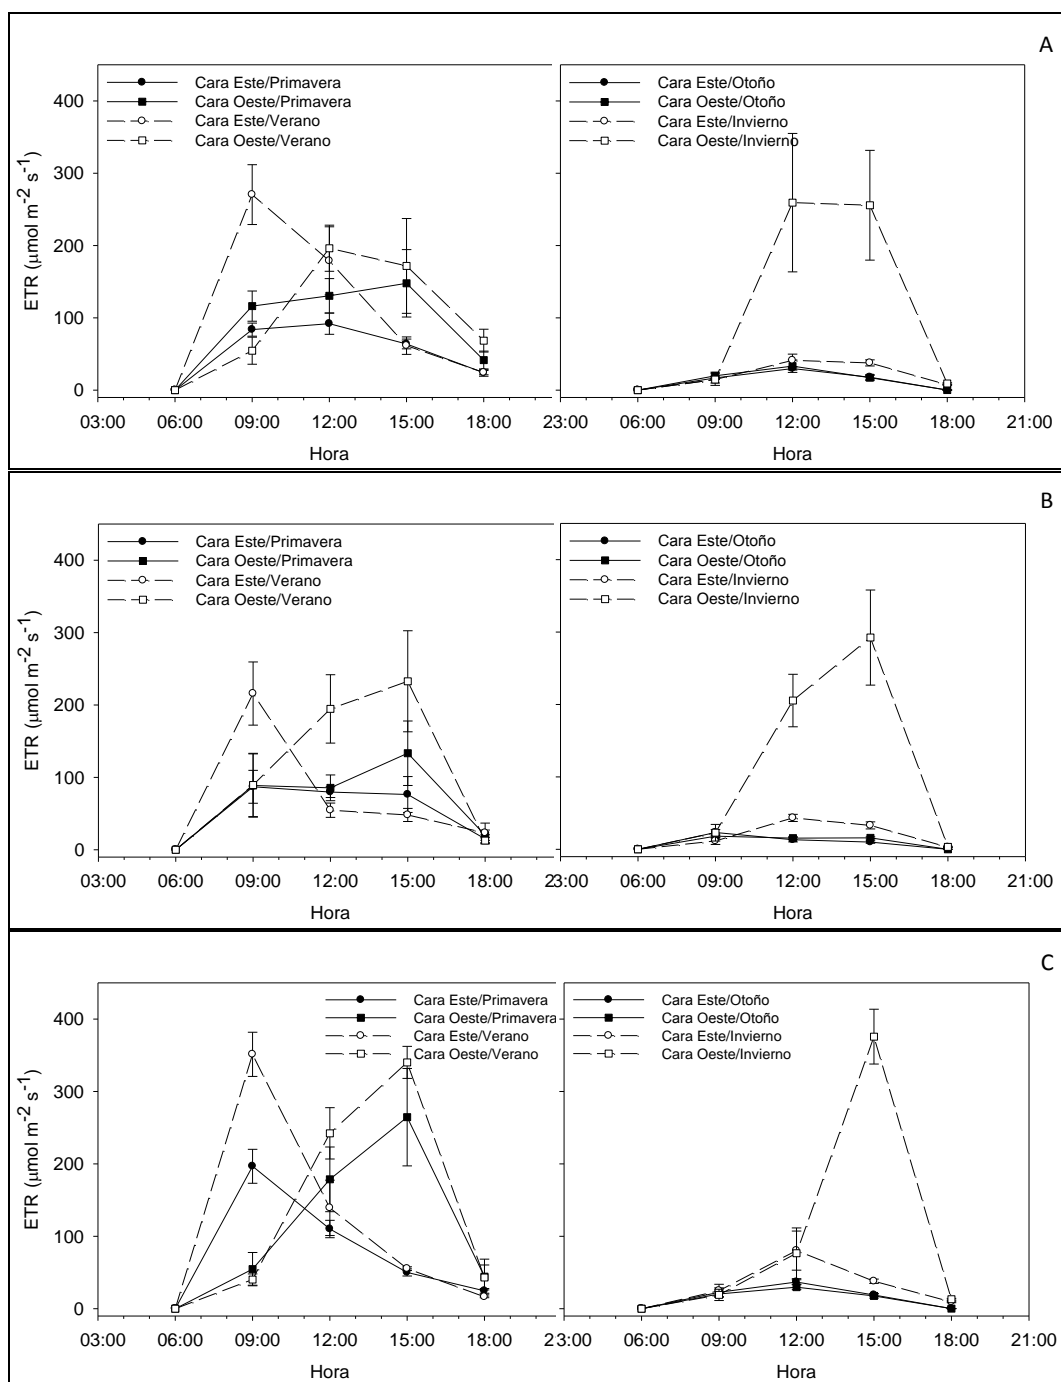 A
Cara Este/Primavera
Cara Oeste/Primavera
Cara Este/Verano
Cara Oeste/Verano
Cara Este/Otoño
Cara Oeste/Otoño
Cara Este/Invierno
Cara Oeste/Invierno
ETR (μmol m-2 s-1)
400
300
200
100
0
03:00 06:00 09:00 12:00 15:00 18:00 23:00 06:00 09:00 12:00 15:00 18:00 21:00
Hora Hora
B
Cara Este/Primavera
Cara Oeste/Primavera
Cara Este/Verano
Cara Oeste/Verano
Cara Este/Otoño
Cara Oeste/Otoño
Cara Este/Invierno
Cara Oeste/Invierno
ETR (μmol m-2 s-1)
400
300
200
100
0
03:00 06:00 09:00 12:00 15:00 18:00 23:00 06:00 09:00 12:00 15:00 18:00 21:00
Hora Hora
C
Cara Este/Primavera
Cara Oeste/Primavera
Cara Este/Verano
Cara Oeste/Verano
Cara Este/Otoño
Cara Oeste/Otoño
Cara Este/Invierno
Cara Oeste/Invierno
ETR (μmol m-2 s-1)
400
300
200
100
0
03:00 06:00 09:00 12:00 15:00 18:00 03:00 06:00 09:00 12:00 15:00 18:00 21:00
Hora Hora